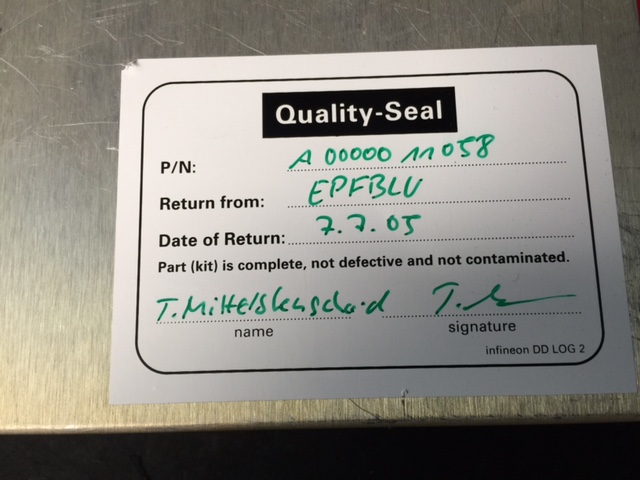 Quality-Seal
P/N: A 00000 11058
Return from: EPFBLU
Date of Return: 7.7.05
Part (kit) is complete, not defective and not contaminated.
T.
name signature
infineon DD LOG 2